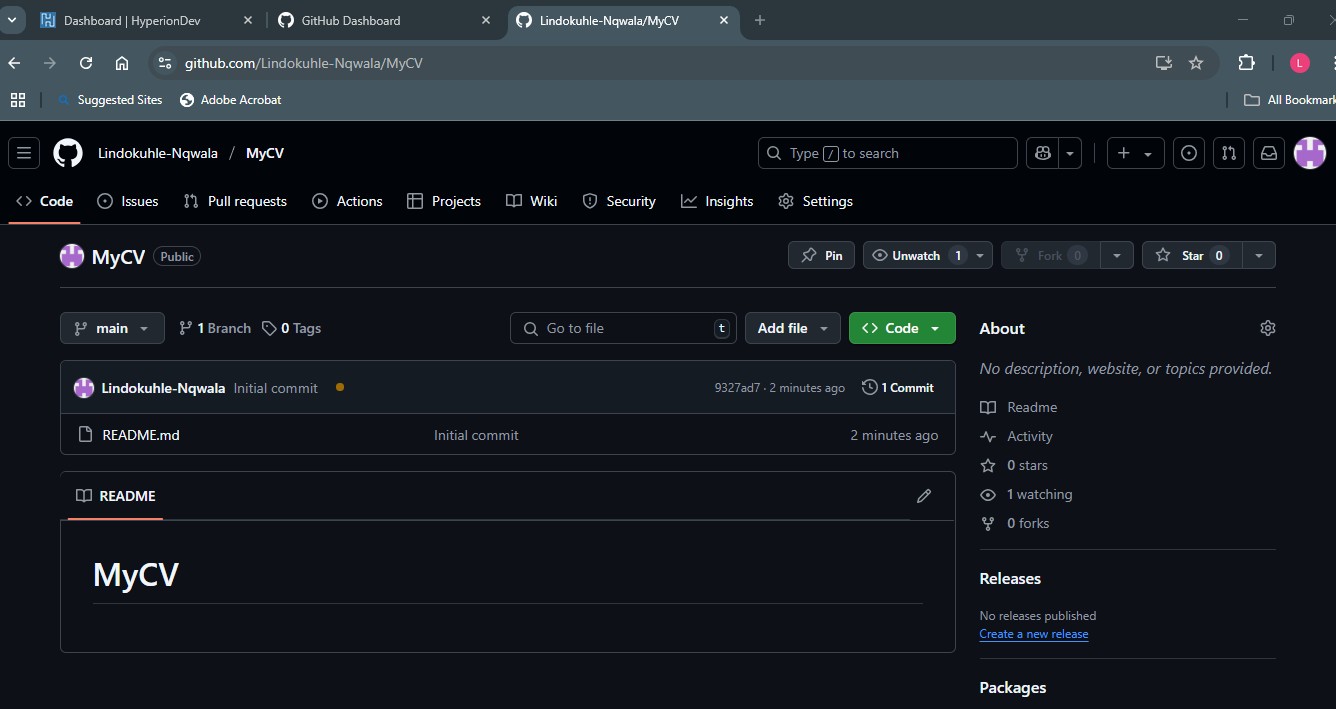 Dashboard | HyperionDev
GitHub Dashboard
Lindokuhle-Nqwala/MyCV
github.com/Lindokuhle-Nqwala/MyCV
L
Suggested Sites
Adobe Acrobat
All Bookmark
Lindokuhle-Nqwala / MyCV
Type / to search
Code
Issues
Pull requests
Actions
Projects
Wiki
Security
Insights
Settings
MyCV
Public
Pin
Unwatch 1
Fork 0
Star 0
main
1 Branch
0 Tags
Go to file
t
Add file
Code
Lindokuhle-Nqwala Initial commit
9327ad7 · 2 minutes ago
1 Commit
README.md
Initial commit
2 minutes ago
README
MyCV
About
No description, website, or topics provided.
Readme
Activity
0 stars
1 watching
0 forks
Releases
No releases published
Create a new release
Packages